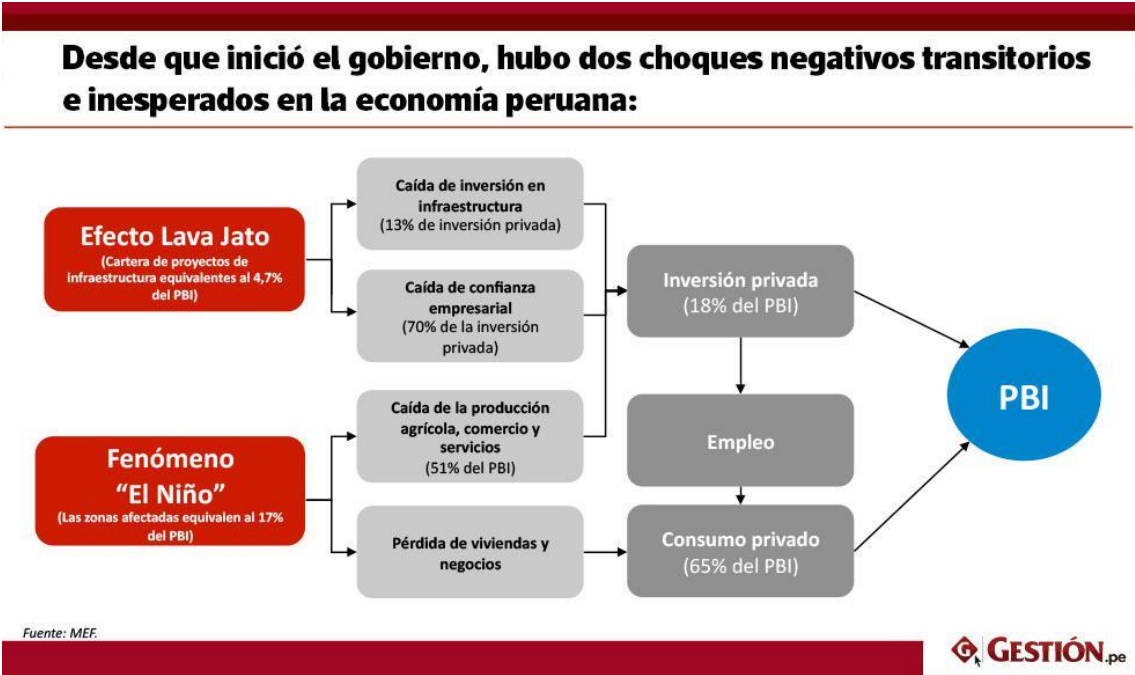 Desde que inició el gobierno, hubo dos choques negativos transitorios
e inesperados en la economía peruana:
Efecto Lava Jato
(Cartera de proyectos de
infraestructura equivalentes al 4,7%
del PBI)
Caída de inversión en
infraestructura
(13% de inversión privada)
Caída de confianza
empresarial
(70% de la inversión
privada)
Fenómeno
“El Niño”
(Las zonas afectadas equivalen al 17%
del PBI)
Caída de la producción
agrícola, comercio y
servicios
(51% del PBI)
Pérdida de viviendas y
negocios
Inversión privada
(18% del PBI)
Empleo
Consumo privado
(65% del PBI)
PBI
Fuente: MEF.
G GESTIÓN.pe